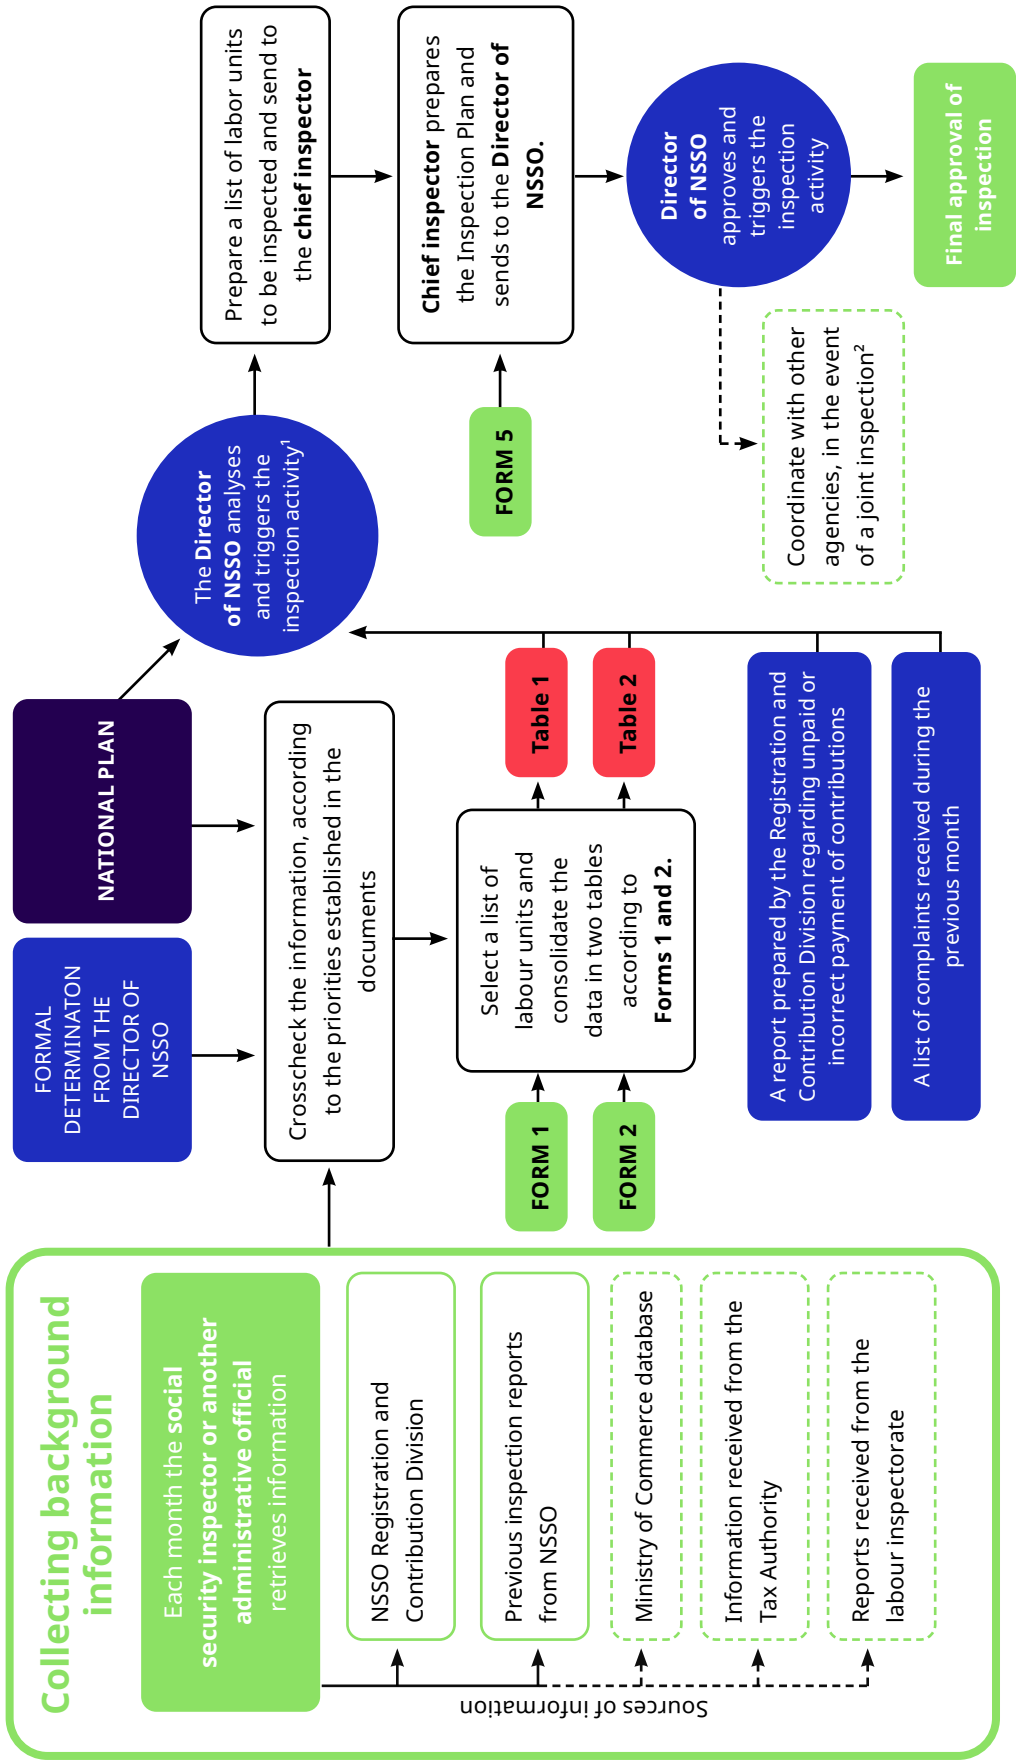 Collecting background
information
Each month the social
security inspector or another
administrative official
retrieves information
Sources of information
NSSO Registration and
Contribution Division
Previous inspection reports
from NSSO
Ministry of Commerce database
Information received from the
Tax Authority
Reports received from the
labour inspectorate
FORMAL
DETERMINATON
FROM THE
DIRECTOR OF
NSSO
NATIONAL PLAN
Crosscheck the information, according
to the priorities established in the
documents
FORM 1
FORM 2
Select a list of
labour units and
consolidate the
data in two tables
according to
Forms 1 and 2.
Table 1
Table 2
A report prepared by the Registration and
Contribution Division regarding unpaid or
incorrect payment of contributions
A list of complaints received during the
previous month
The Director
of NSSO analyses
and triggers the
inspection activity¹
Prepare a list of labor units
to be inspected and send to
the chief inspector
FORM 5
Chief inspector prepares
the Inspection Plan and
sends to the Director of
NSSO.
Director
of NSSO
approves and
triggers the
inspection
activity
Coordinate with other
agencies, in the event
of a joint inspection²
Final approval of
inspection